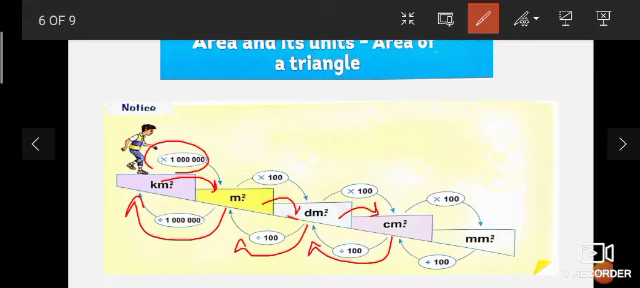 6 OF 9
Area and its units - Area of
a triangle
Notice
× 1 000 000
× 100
× 100
× 100
km²
m²
dm²
cm²
mm²
÷ 1 000 000
÷ 100
÷ 100
÷ 100
V RECORDER